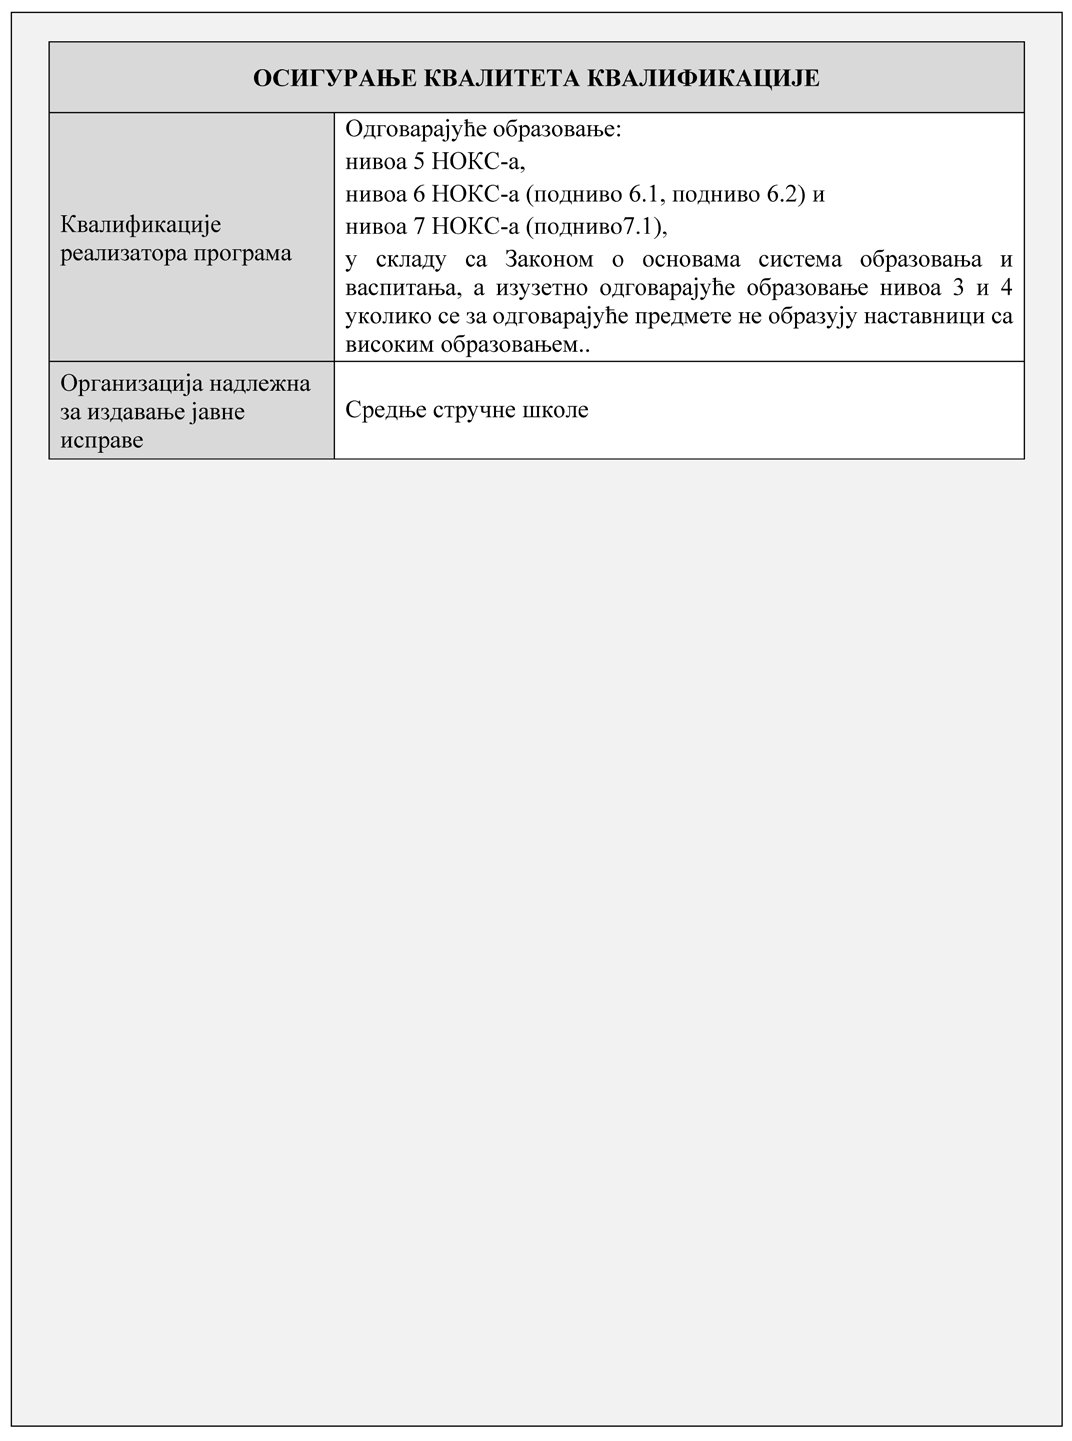 ОСИГУРАЊЕ КВАЛИТЕТА КВАЛИФИКАЦИЈЕ
Квалификације
реализатора програма
Одговарајуће образовање:
нивоа 5 НОКС-а,
нивоа 6 НОКС-а (подниво 6.1, подниво 6.2) и
нивоа 7 НОКС-а (подниво7.1),
у складу са Законом о основама система образовања и
васпитања, а изузетно одговарајуће образовање нивоа 3 и 4
уколико се за одговарајуће предмете не образују наставници са
високим образовањем..
Организација надлежна
за издавање јавне
исправе
Средње стручне школе